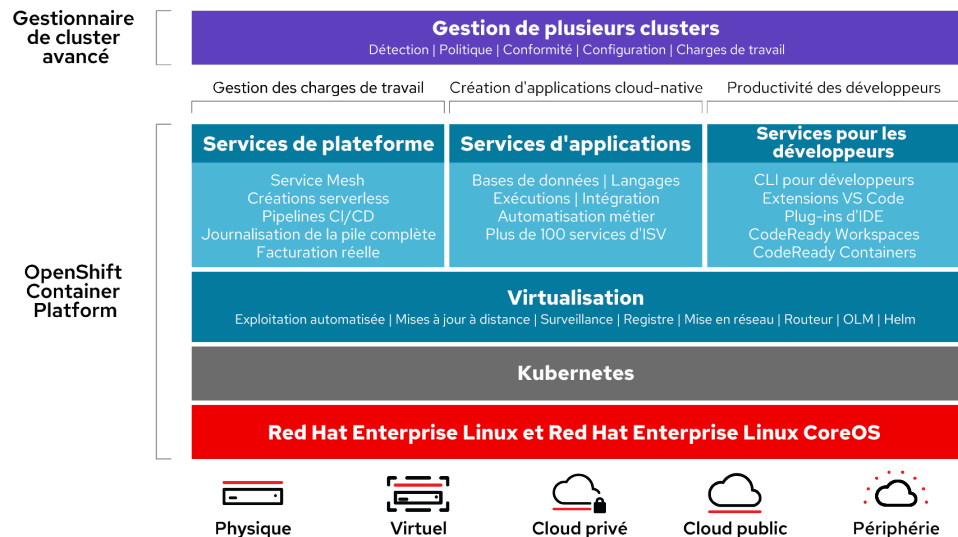 Gestionnaire
de cluster
avancé
Gestion de plusieurs clusters
Détection | Politique | Conformité | Configuration | Charges de travail
Gestion des charges de travail
Création d'applications cloud-native
Productivité des développeurs
OpenShift
Container
Platform
Services de plateforme
Service Mesh
Créations serverless
Pipelines CI/CD
Journalisation de la pile complète
Facturation réelle
Services d'applications
Bases de données | Langages
Exécutions | Intégration
Automatisation métier
Plus de 100 services d'ISV
Services pour les
développeurs
CLI pour développeurs
Extensions VS Code
Plug-ins d'IDE
CodeReady Workspaces
CodeReady Containers
Virtualisation
Exploitation automatisée | Mises à jour à distance | Surveillance | Registre | Mise en réseau | Routeur | OLM | Helm
Kubernetes
Red Hat Enterprise Linux et Red Hat Enterprise Linux CoreOS
Physique
Virtuel
Cloud privé
Cloud public
Périphérie